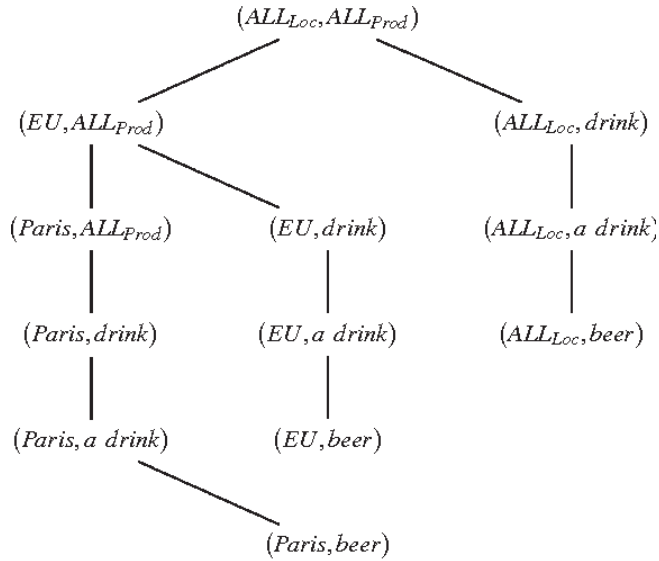 (ALL_Loc, ALL_Prod)
(EU, ALL_Prod) (ALL_Loc, drink)
(Paris, ALL_Prod) (EU, drink) (ALL_Loc, a drink)
(Paris, drink) (EU, a drink) (ALL_Loc, beer)
(Paris, a drink) (EU, beer)
(Paris, beer)